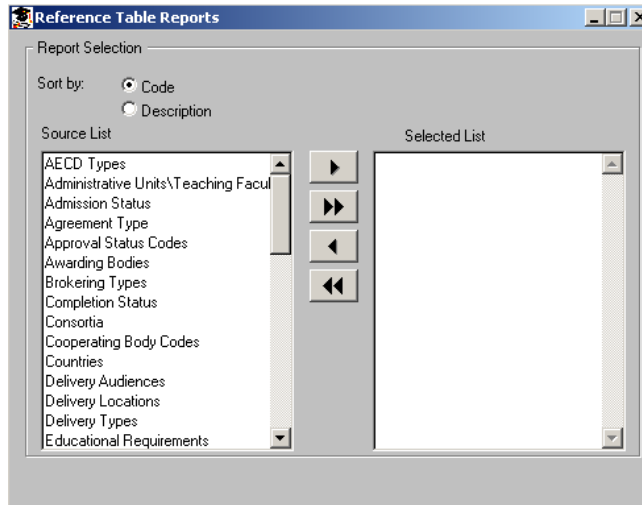 Reference Table Reports
Report Selection
Sort by:
Code
Description
Source List
Selected List
AECD Types
Administrative Units\Teaching Facul
Admission Status
Agreement Type
Approval Status Codes
Awarding Bodies
Brokering Types
Completion Status
Consortia
Cooperating Body Codes
Countries
Delivery Audiences
Delivery Locations
Delivery Types
Educational Requirements